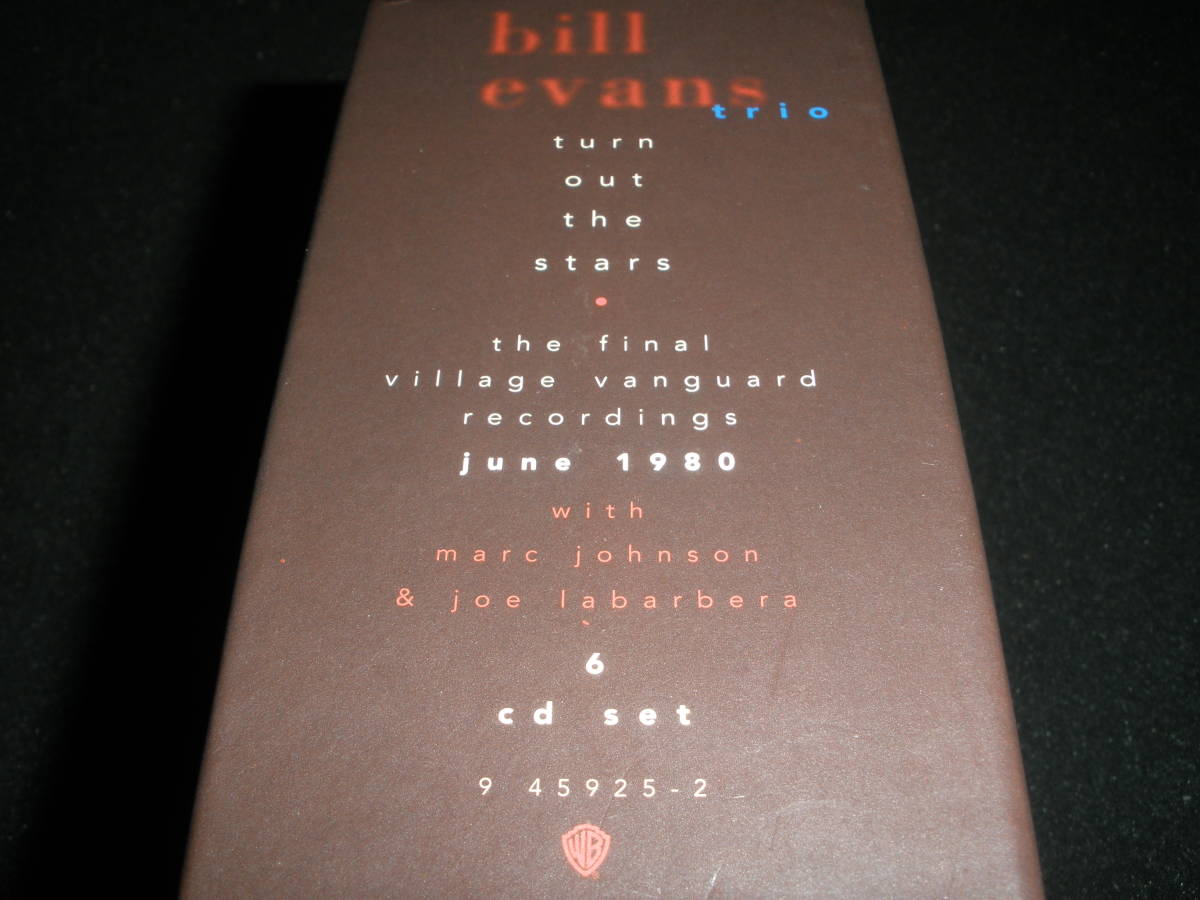 bill
evans
trio
turn
out
the
stars
•
the final
village vanguard
recordings
june 1980
with
marc johnson
& joe labarbera
6
cd set
9 45925-2
WB